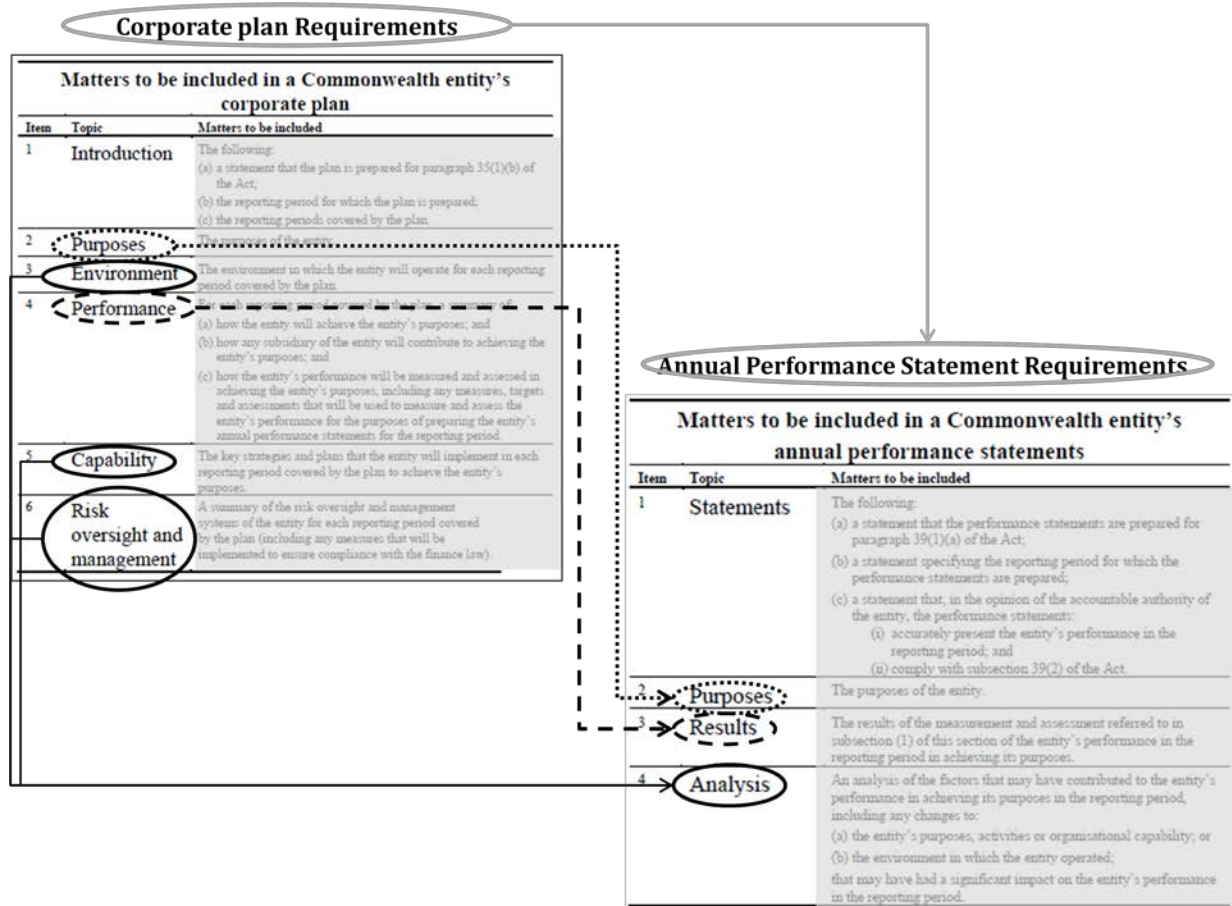 Corporate plan Requirements
Matters to be included in a Commonwealth entity's
corporate plan
Item Topic Matters to be included
1 Introduction The following:
(a) a statement that the plan is prepared for paragraph 35(1)(b) of
the Act;
(b) the reporting period for which the plan is prepared;
(c) the reporting periods covered by the plan.
2 Purposes The purposes of the entity.
3 Environment The environment in which the entity will operate for each reporting
period covered by the plan.
4 Performance For each reporting period covered by the plan, a summary of:
(a) how the entity will achieve the entity's purposes; and
(b) how any subsidiary of the entity will contribute to achieving the
entity's purposes; and
(c) how the entity's performance will be measured and assessed in
achieving the entity's purposes, including any measures, targets
and assessments that will be used to measure and assess the
entity's performance for the purposes of preparing the entity's
annual performance statements for the reporting period.
5 Capability The key strategies and plans that the entity will implement in each
reporting period covered by the plan to achieve the entity's
purposes.
6 Risk oversight and management A summary of the risk oversight and management
systems of the entity for each reporting period covered
by the plan (including any measures that will be
implemented to ensure compliance with the finance law).
Annual Performance Statement Requirements
Matters to be included in a Commonwealth entity's
annual performance statements
Item Topic Matters to be included
1 Statements The following:
(a) a statement that the performance statements are prepared for
paragraph 39(1)(a) of the Act;
(b) a statement specifying the reporting period for which the
performance statements are prepared;
(c) a statement that, in the opinion of the accountable authority of
the entity, the performance statements:
(i) accurately present the entity's performance in the
reporting period; and
(ii) comply with subsection 39(2) of the Act.
2 Purposes The purposes of the entity.
3 Results The results of the measurement and assessment referred to in
subsection (1) of this section of the entity's performance in the
reporting period in achieving its purposes.
4 Analysis An analysis of the factors that may have contributed to the entity's
performance in achieving its purposes in the reporting period,
including any changes to:
(a) the entity's purposes, activities or organisational capability; or
(b) the environment in which the entity operated;
that may have had a significant impact on the entity's performance
in the reporting period.